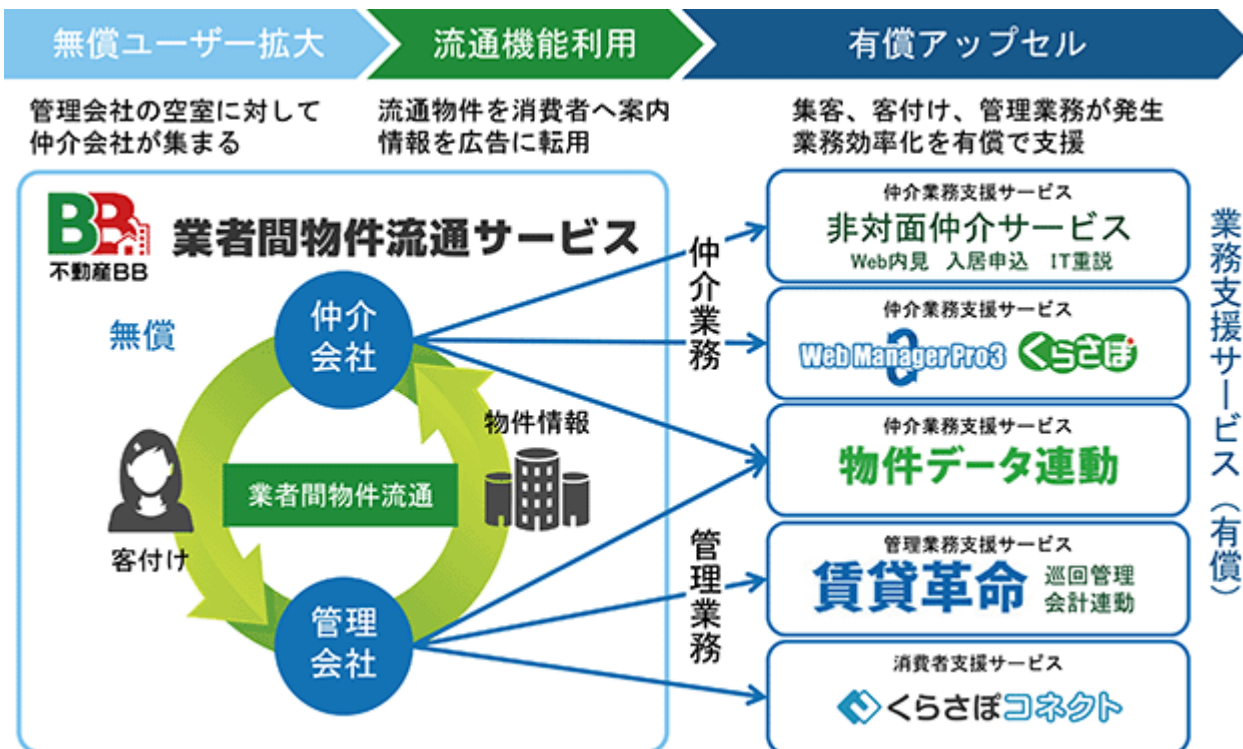 無償ユーザー拡大
流通機能利用
有償アップセル
管理会社の空室に対して
仲介会社が集まる
流通物件を消費者へ案内
情報を広告に転用
集客、客付け、管理業務が発生
業務効率化を有償で支援
BB
不動産BB
業者間物件流通サービス
無償
仲介
会社
物件情報
業者間物件流通
客付け
管理
会社
仲介業務
管理業務
仲介業務支援サービス
非対面仲介サービス
Web内見 入居申込 IT重説
仲介業務支援サービス
Web Manager Pro3 くらさぽ
仲介業務支援サービス
物件データ連動
管理業務支援サービス
賃貸革命
巡回管理
会計連動
消費者支援サービス
くらさぽコネクト
業務支援サービス（有償）